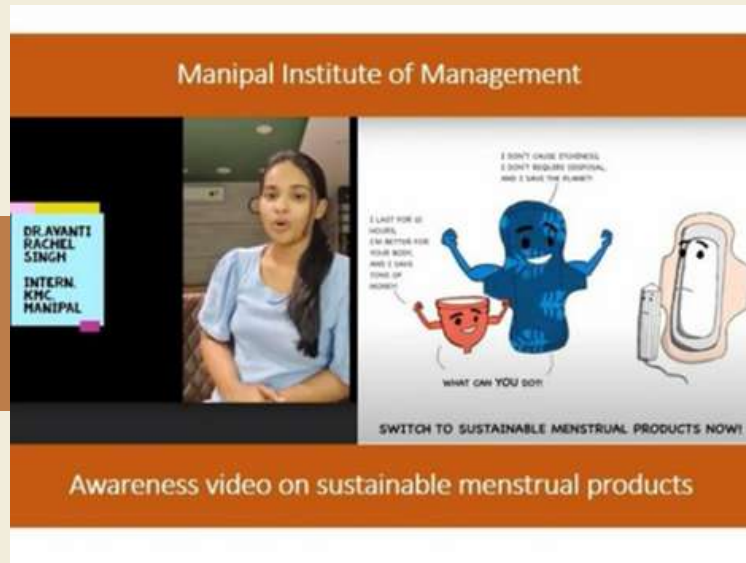 Manipal Institute of Management
DR.AVANTI
RACHEL
SINGH
INTERN.
KMC,
MANIPAL
I DON'T CAUSE ITCHINESS,
I DON'T REQUIRE DISPOSAL,
AND I SAVE THE PLANET!
I LAST FOR 10
HOURS,
I'M BETTER FOR
YOUR BODY,
AND I SAVE
TONS OF
MONEY!
WHAT CAN YOU DO?!
SWITCH TO SUSTAINABLE MENSTRUAL PRODUCTS NOW!
Awareness video on sustainable menstrual products